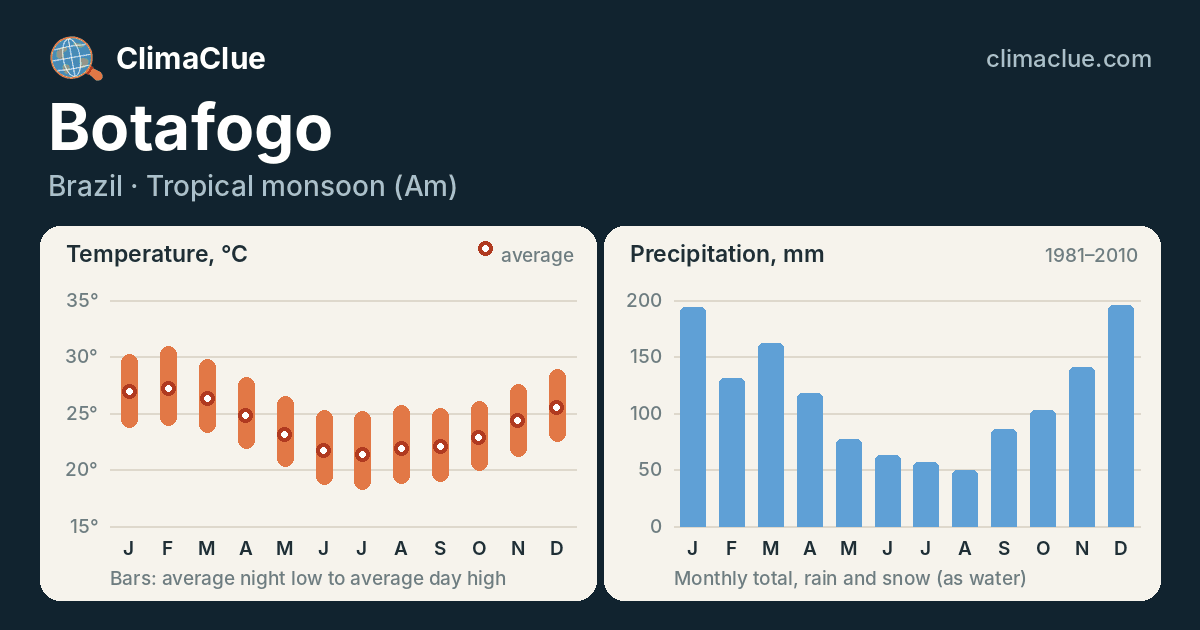 ClimaClue
climaclue.com
Botafogo
Brazil · Tropical monsoon (Am)
Temperature, °C
average
35°
30°
25°
20°
15°
J F M A M J J A S O N D
Bars: average night low to average day high
Precipitation, mm
1981–2010
200
150
100
50
0
J F M A M J J A S O N D
Monthly total, rain and snow (as water)